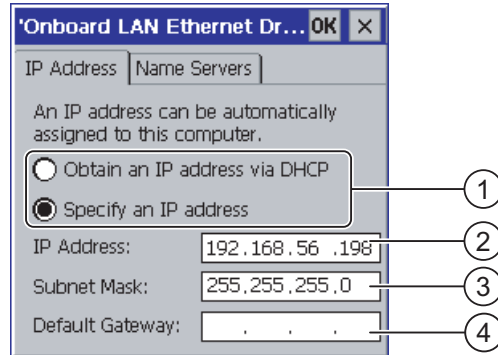 'Onboard LAN Ethernet Dr... OK ×
IP Address Name Servers
An IP address can be automatically
assigned to this computer.
Obtain an IP address via DHCP
Specify an IP address
1
IP Address: 192.168.56.198
2
Subnet Mask: 255.255.255.0
3
Default Gateway: . . .
4